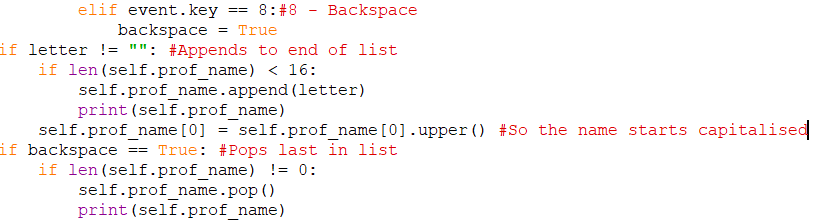 elif event.key == 8:#8 - Backspace
            backspace = True
if letter != "": #Appends to end of list
    if len(self.prof_name) < 16:
        self.prof_name.append(letter)
        print(self.prof_name)
    self.prof_name[0] = self.prof_name[0].upper() #So the name starts capitalised
if backspace == True: #Pops last in list
    if len(self.prof_name) != 0:
        self.prof_name.pop()
        print(self.prof_name)